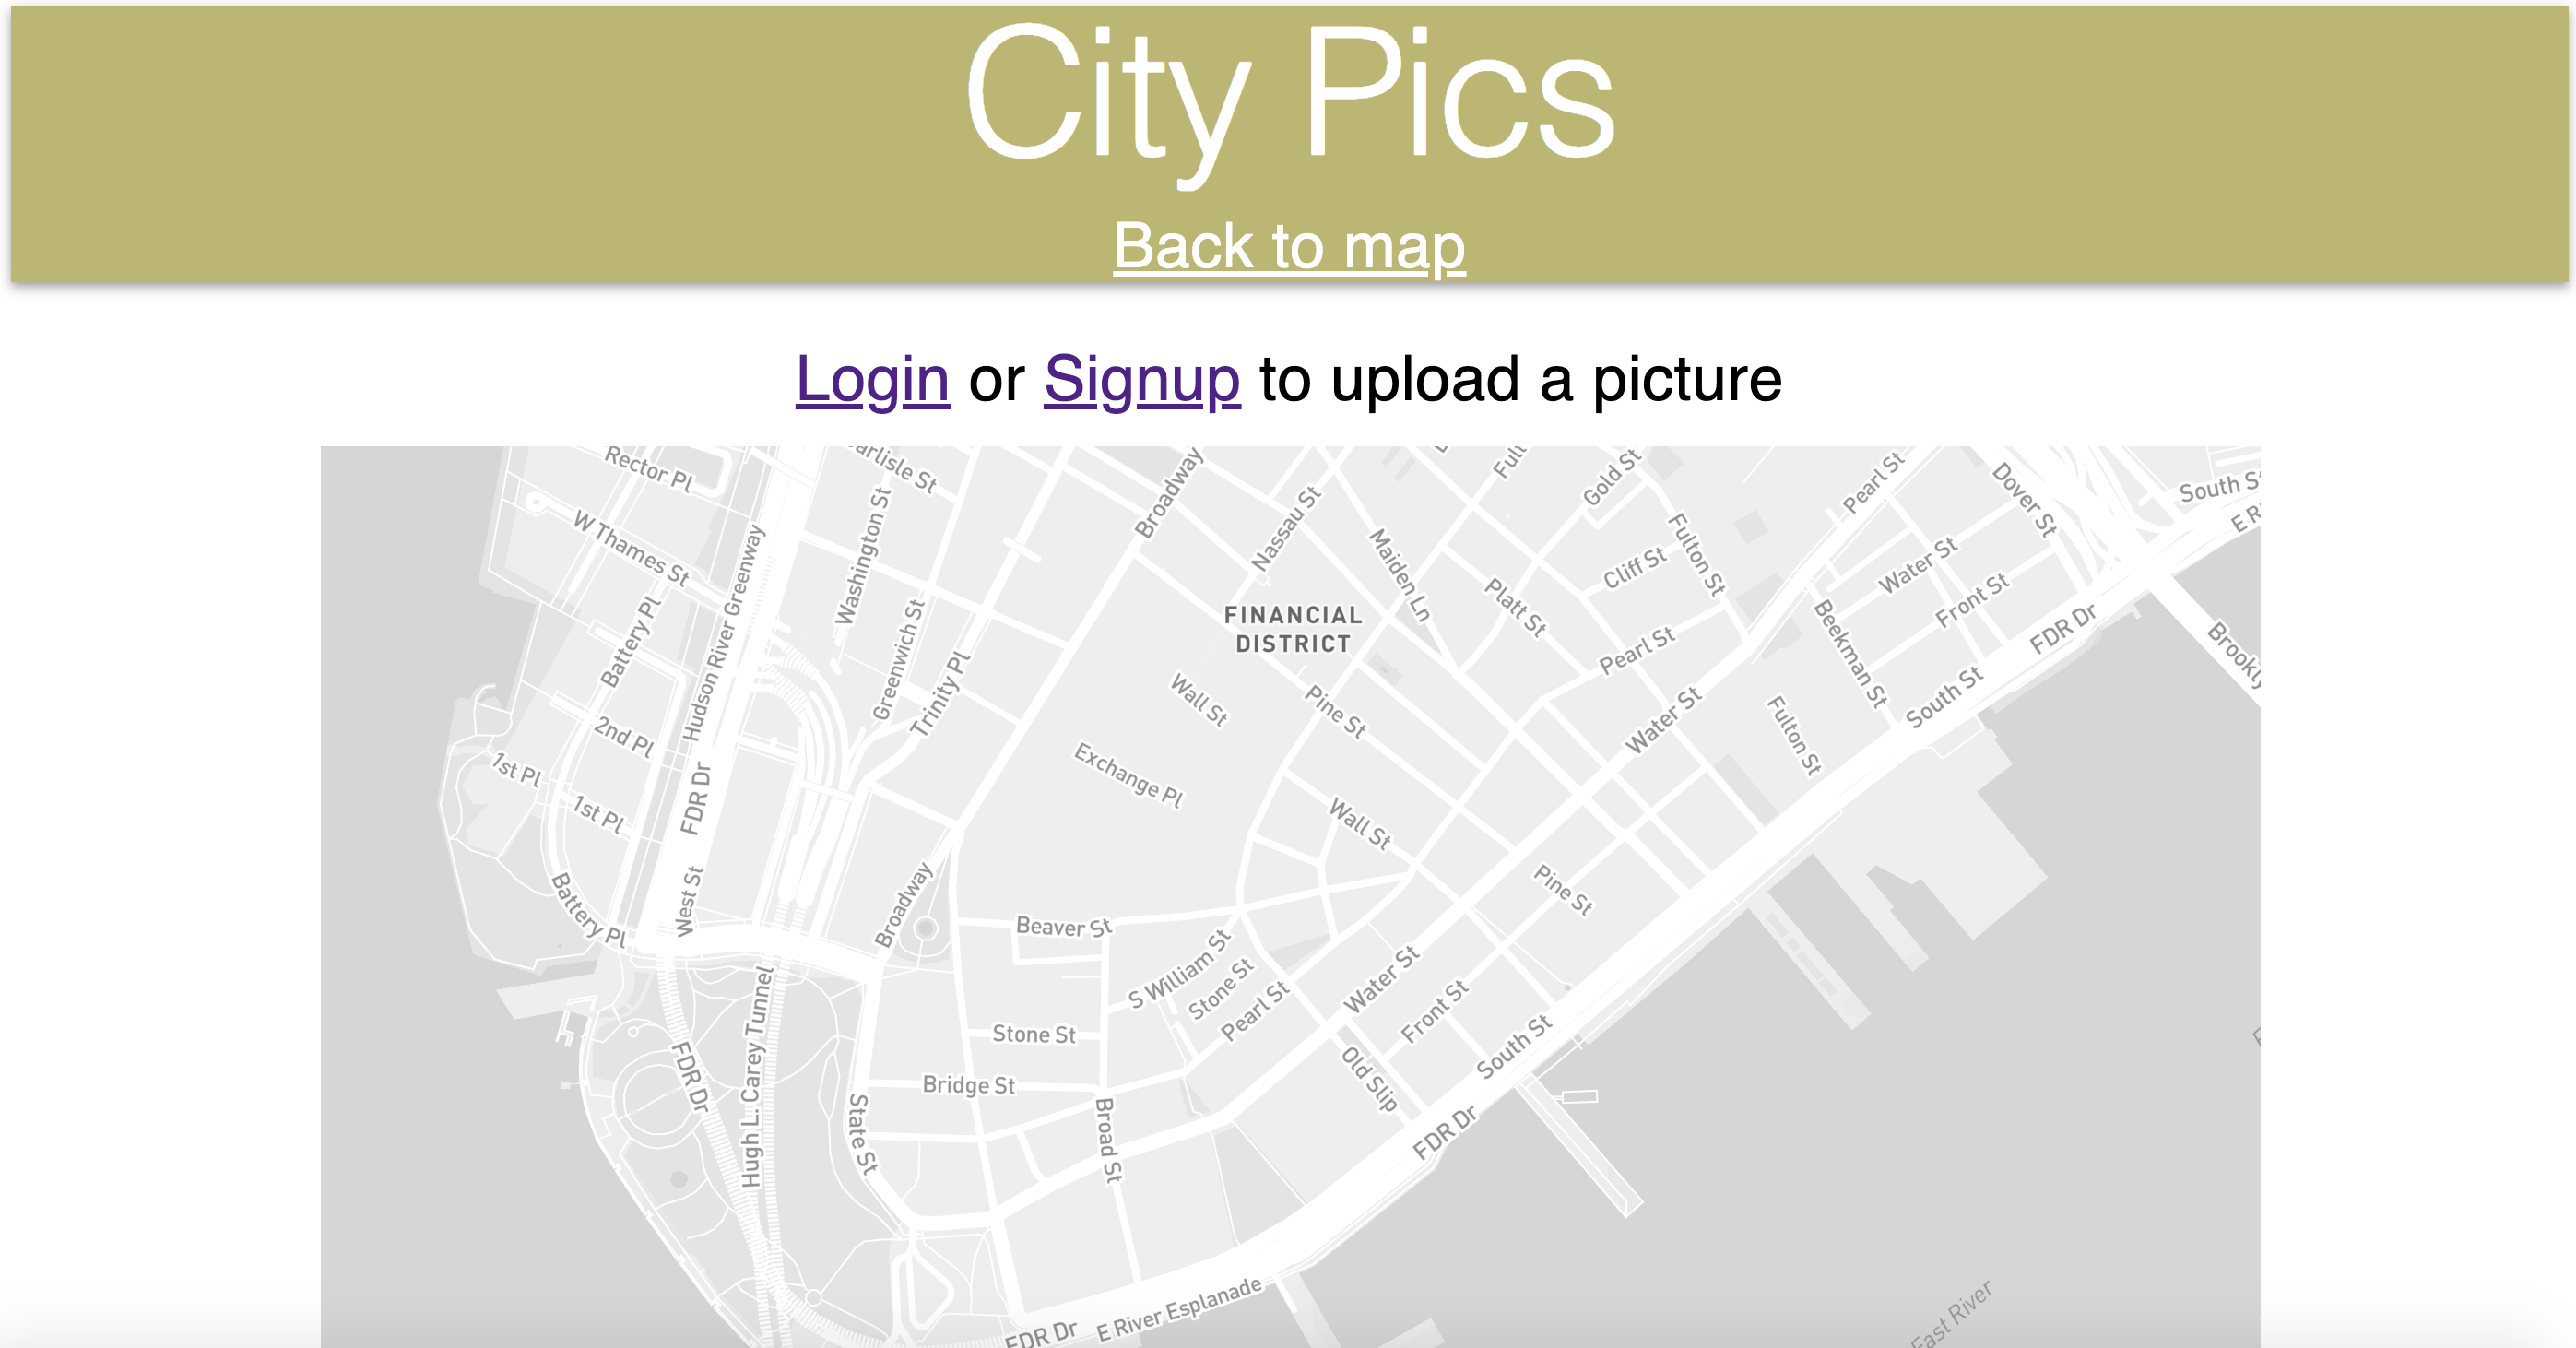 City Pics
Back to map
Login or Signup to upload a picture
Rector Pl
Carlisle St
Broadway
Gold St
Pearl St
Dover St
South St
W Thames St
Washington St
Nassau St
Maiden Ln
Fulton St
Water St
Cliff St
Platt St
Front St
Battery Pl
Hudson River Greenway
Greenwich St
FINANCIAL
DISTRICT
Beekman St
FDR Dr
Trinity Pl
Pearl St
2nd Pl
Wall St
Pine St
Water St
Fulton St
South St
1st Pl
1st Pl
FDR Dr
Exchange Pl
Wall St
Battery Pl
West St
Broadway
Pine St
Beaver St
S William St
Stone St
Pearl St
Water St
Front St
Stone St
South St
Hugh L. Carey Tunnel
FDR Dr
Bridge St
Old Slip
State St
Broad St
FDR Dr
FDR Dr
E River Esplanade
East River